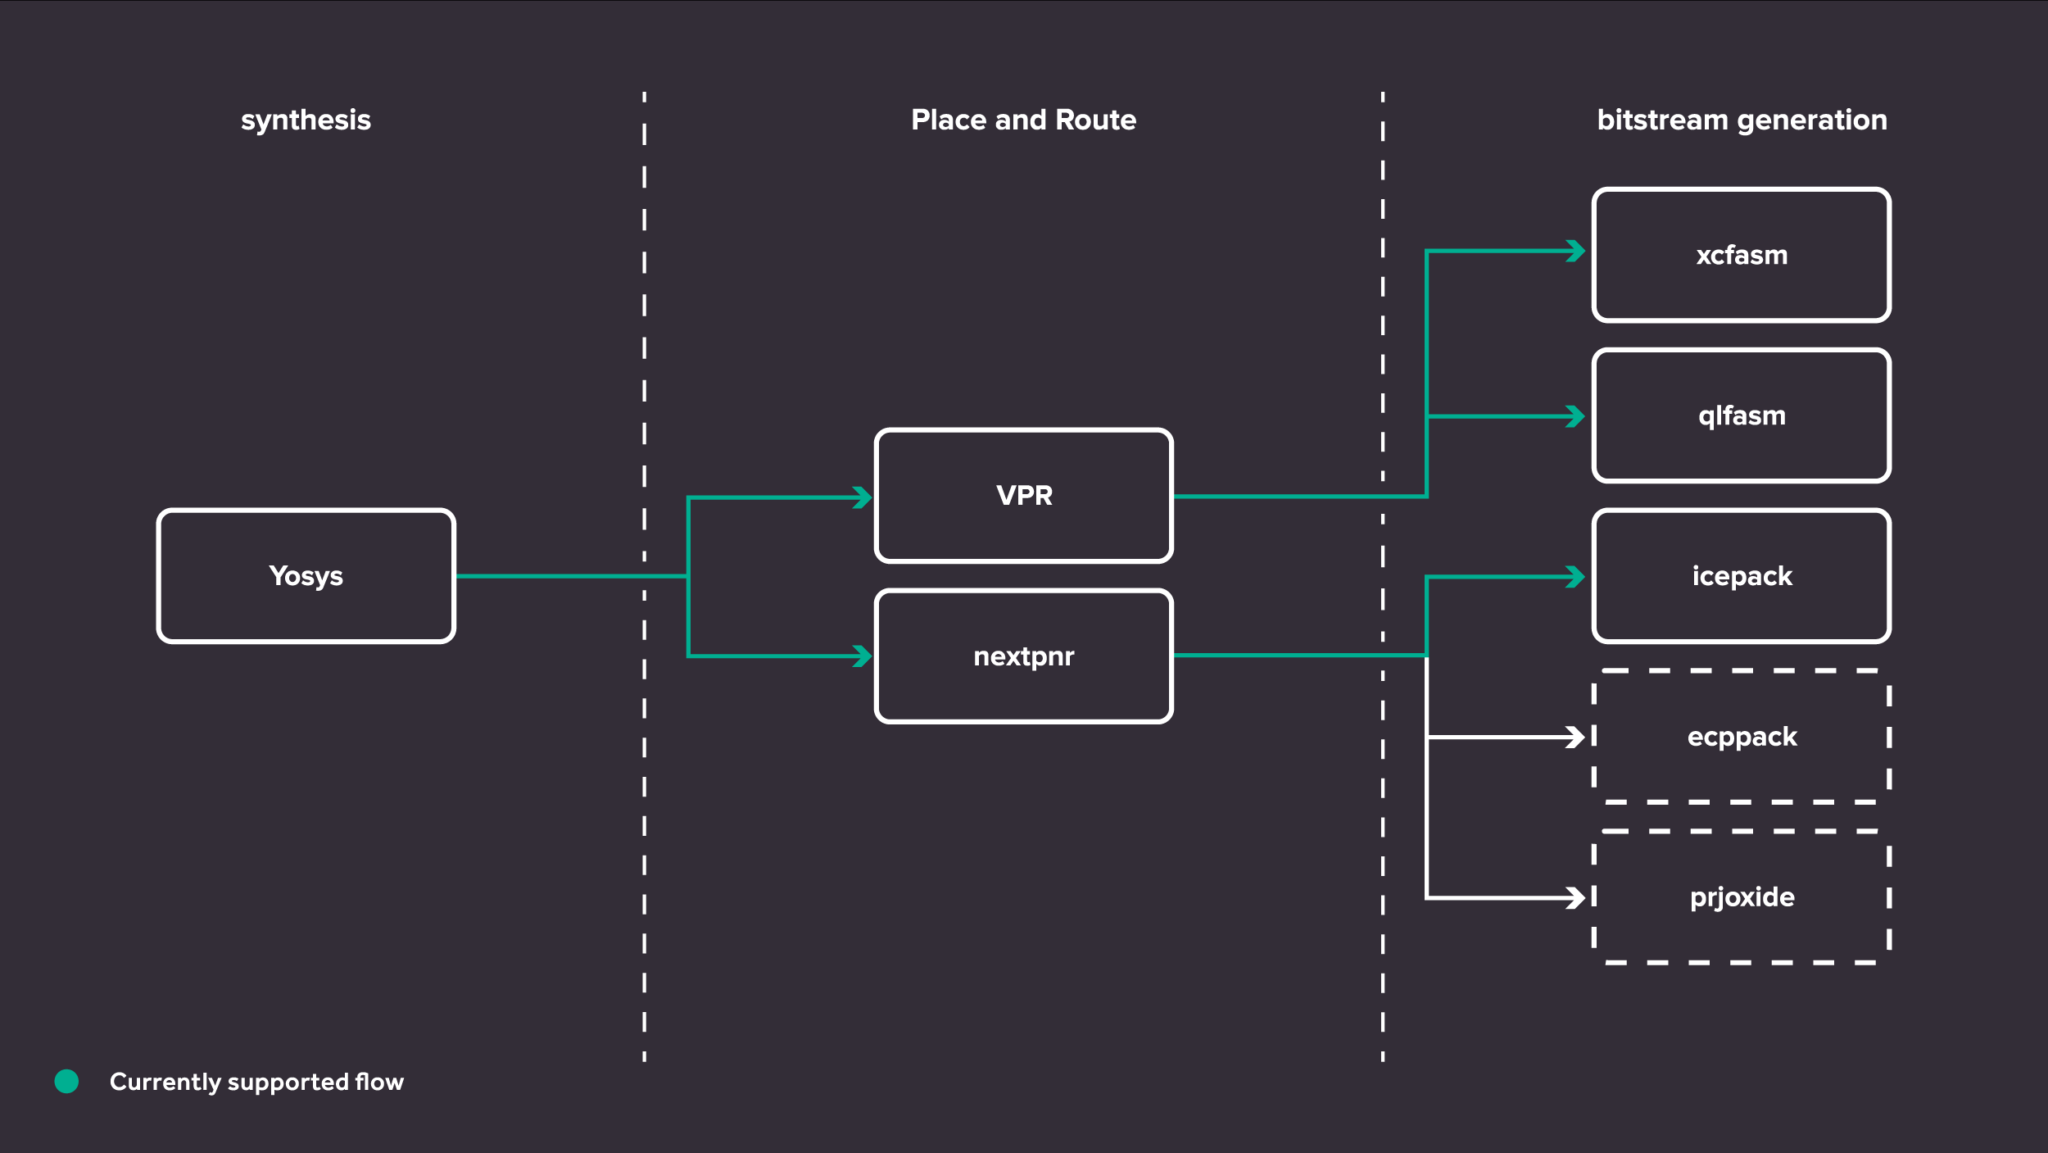 synthesis
Place and Route
bitstream generation
xcfasm
qlfasm
VPR
Yosys
icepack
nextpnr
ecppack
prjoxide
Currently supported flow